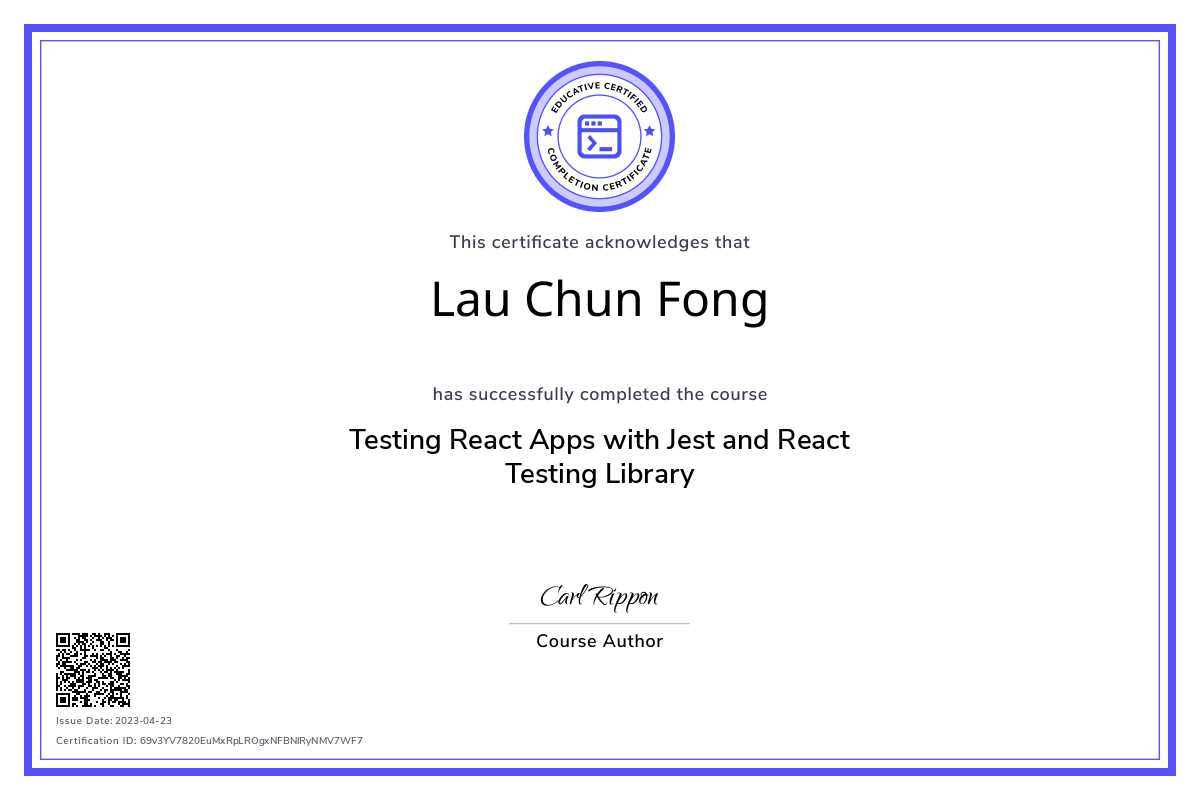 EDUCATIVE CERTIFIED
COMPLETION CERTIFICATE
This certificate acknowledges that
Lau Chun Fong
has successfully completed the course
Testing React Apps with Jest and React
Testing Library
Carl Rippon
Course Author
Issue Date: 2023-04-23
Certification ID: 69v3YV7820EuMxRpLROgxNFBNlRyNMV7WF7